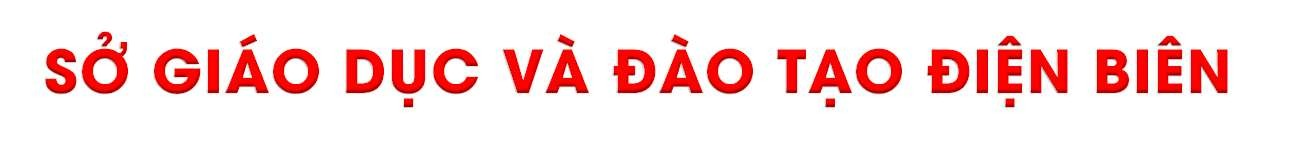 SỞ GIÁO DỤC VÀ ĐÀO TẠO ĐIỆN BIÊN